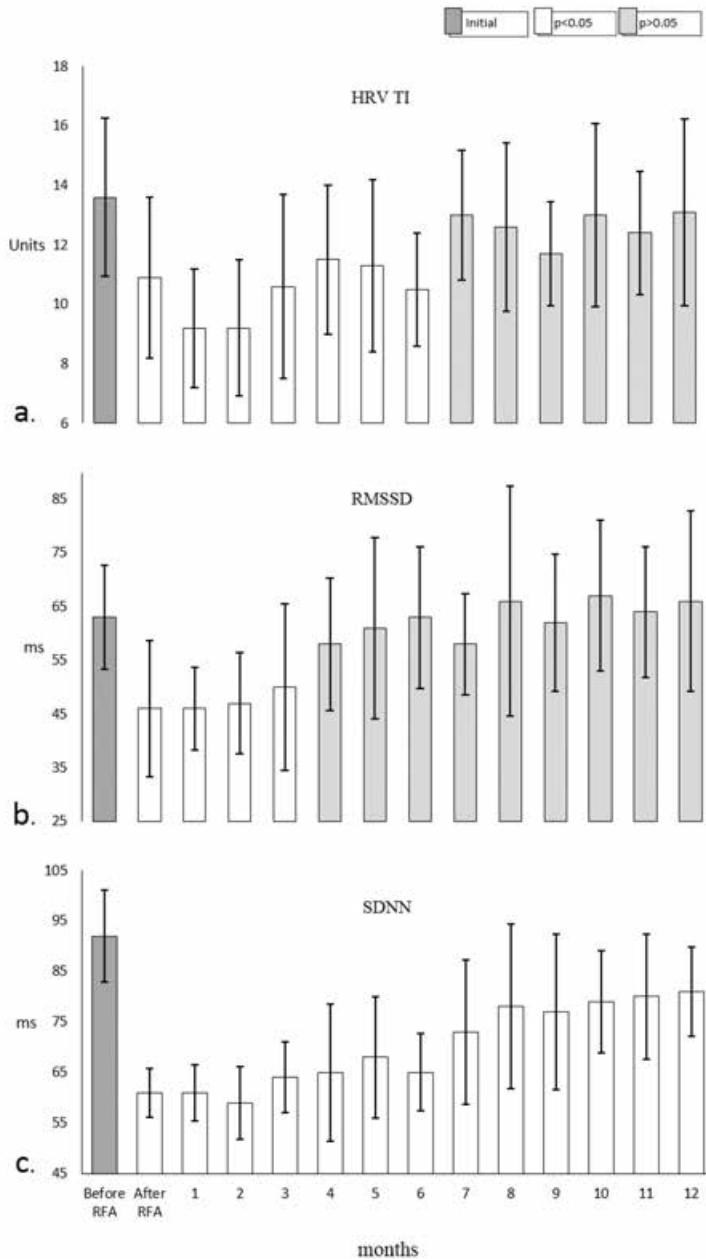 Initial p<0.05 p>0.05
HRV TI
18
16
14
Units 12
10
8
a. 6
RMSSD
85
75
65
ms 55
45
35
b. 25
SDNN
105
95
85
ms 75
65
55
c. 45
Before RFA After RFA 1 2 3 4 5 6 7 8 9 10 11 12
months